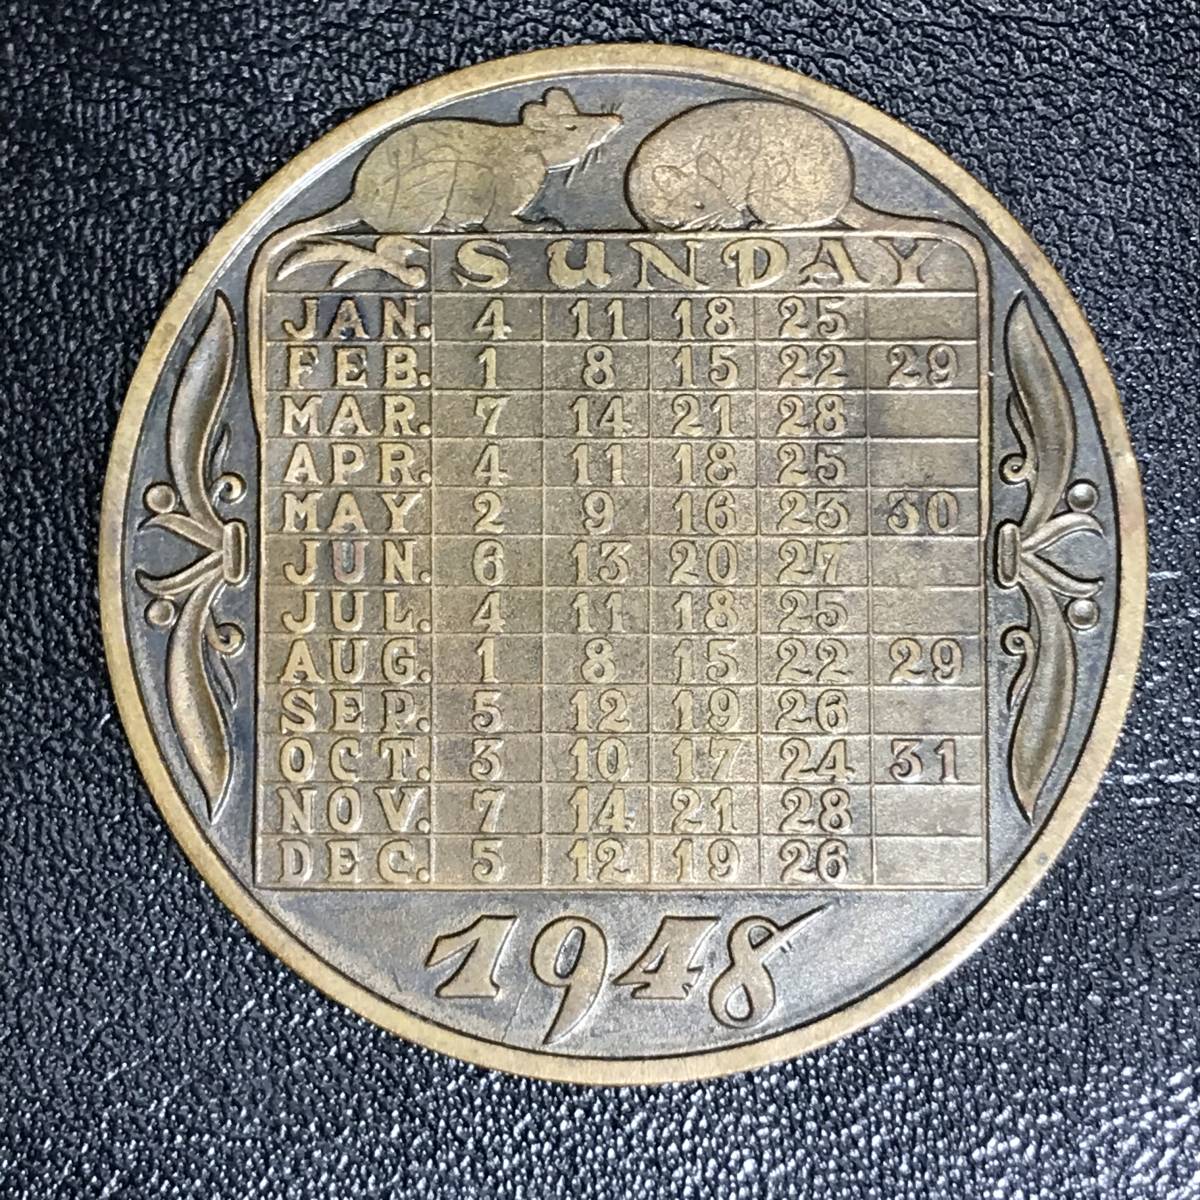 SUNDAY
JAN. 4 11 18 25
FEB. 1 8 15 22 29
MAR. 7 14 21 28
APR. 4 11 18 25
MAY 2 9 16 23 30
JUN. 6 13 20 27
JUL. 4 11 18 25
AUG. 1 8 15 22 29
SEP. 5 12 19 26
OCT. 3 10 17 24 31
NOV. 7 14 21 28
DEC. 5 12 19 26
1948